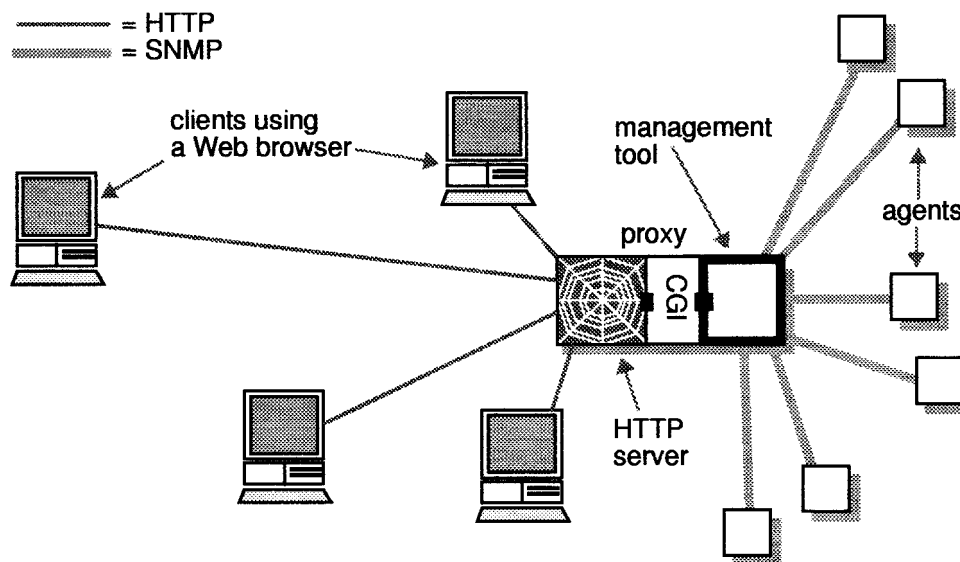 = HTTP
= SNMP
clients using
a Web browser
management
tool
agents
proxy
CGI
HTTP
server